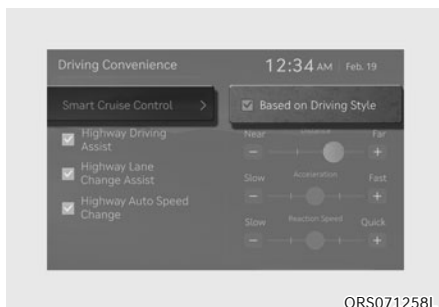 Driving Convenience
12:34 AM Feb. 19
Smart Cruise Control >
Based on Driving Style
Highway Driving
Assist
Highway Lane
Change Assist
Highway Auto Speed
Change
Near Distance Far
Slow Acceleration Fast
Slow Reaction Speed Quick
ORS071258L